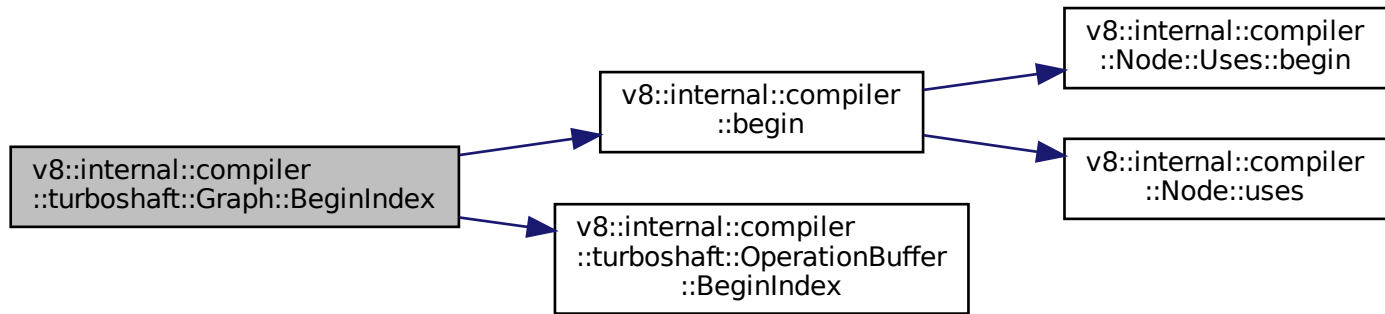 v8::internal::compiler
::turboshaft::Graph::BeginIndex
v8::internal::compiler
::begin
v8::internal::compiler
::turboshaft::OperationBuffer
::BeginIndex
v8::internal::compiler
::Node::Uses::begin
v8::internal::compiler
::Node::uses